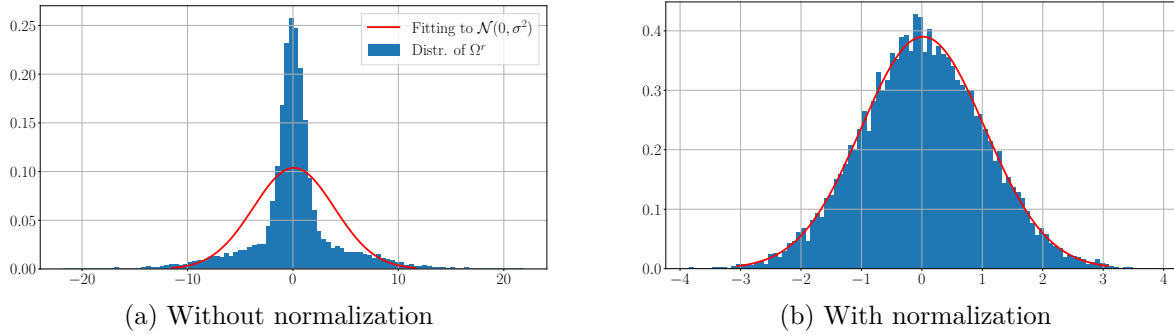 0.25
0.20
0.15
0.10
0.05
0.00
−20 −10 0 10 20
Fitting to 𝒩(0, σ²)
Distr. of Ωʳ
(a) Without normalization
0.4
0.3
0.2
0.1
0.0
−4 −3 −2 −1 0 1 2 3 4
(b) With normalization